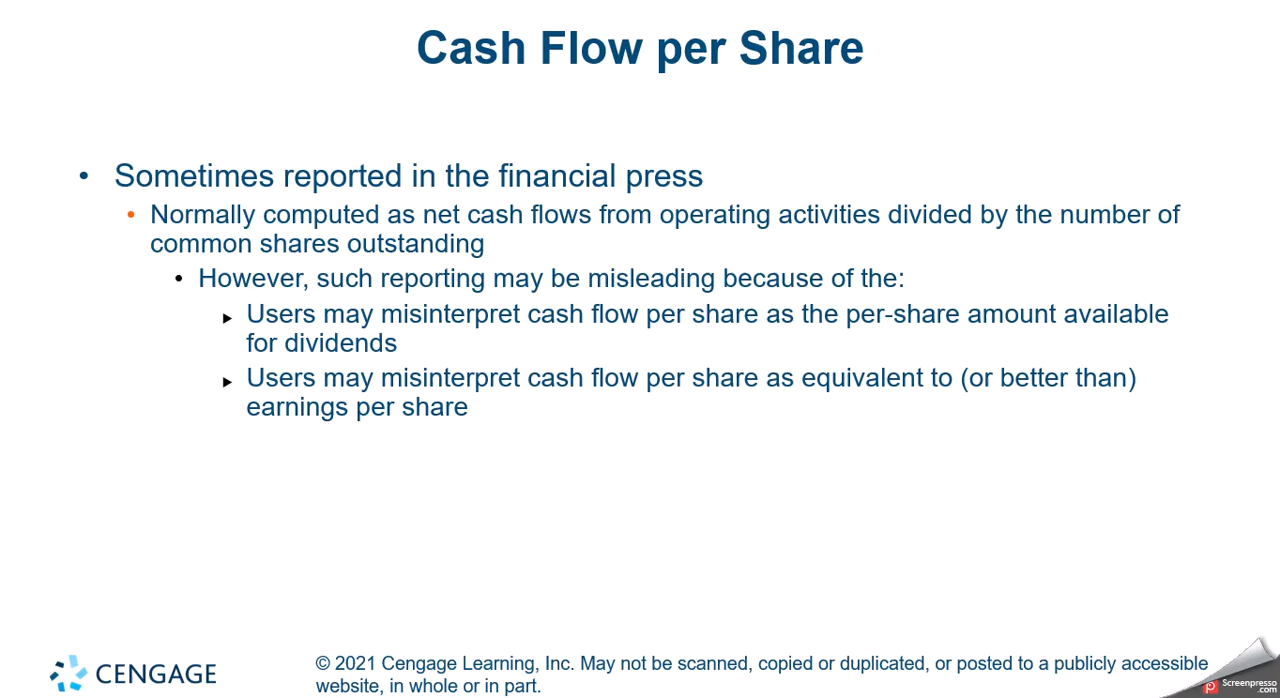 Cash Flow per Share
• Sometimes reported in the financial press
• Normally computed as net cash flows from operating activities divided by the number of
common shares outstanding
• However, such reporting may be misleading because of the:
▶ Users may misinterpret cash flow per share as the per-share amount available
for dividends
▶ Users may misinterpret cash flow per share as equivalent to (or better than)
earnings per share
CENGAGE
© 2021 Cengage Learning, Inc. May not be scanned, copied or duplicated, or posted to a publicly accessible
website, in whole or in part.
Screenpresso
.com